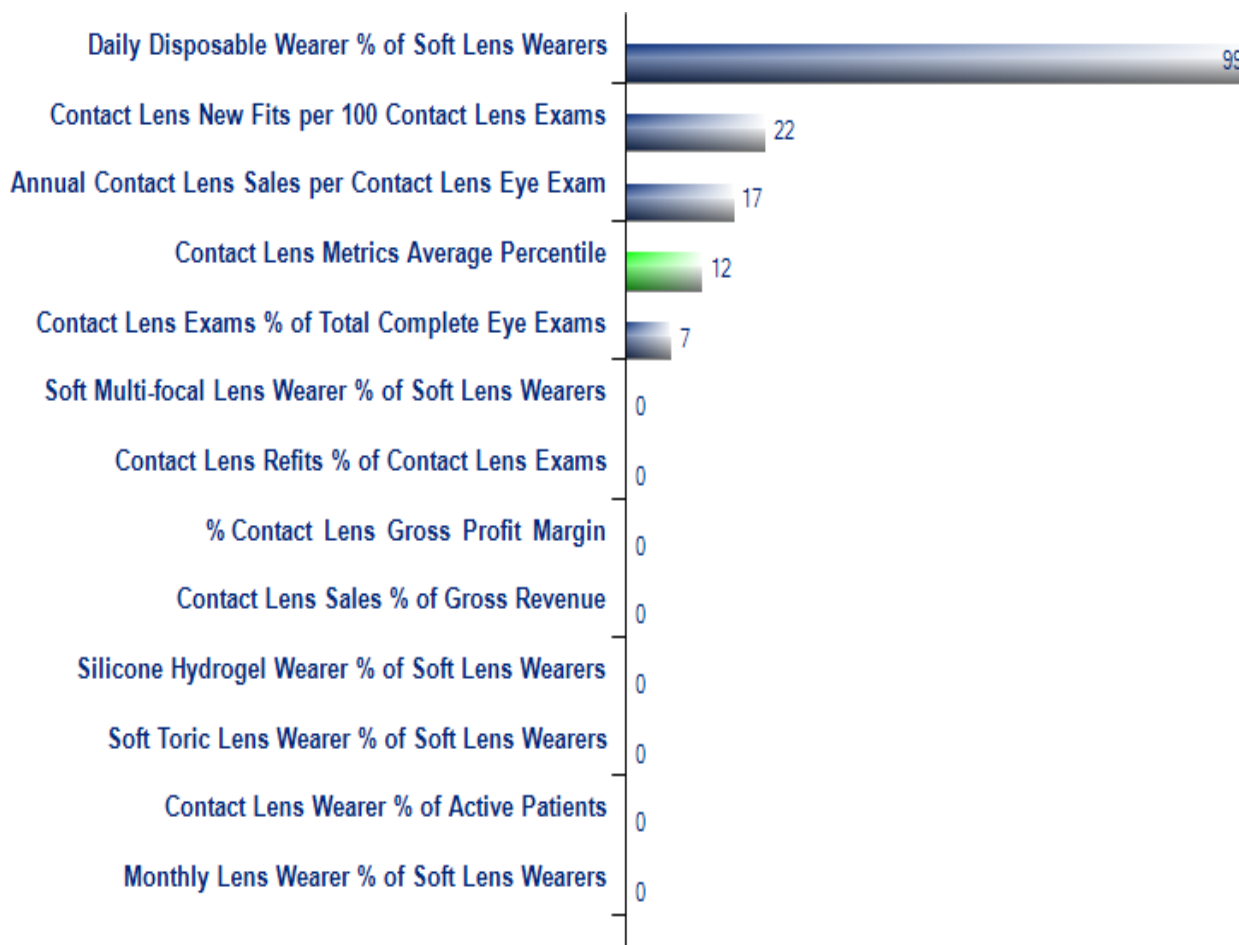 Daily Disposable Wearer % of Soft Lens Wearers 99
Contact Lens New Fits per 100 Contact Lens Exams 22
Annual Contact Lens Sales per Contact Lens Eye Exam 17
Contact Lens Metrics Average Percentile 12
Contact Lens Exams % of Total Complete Eye Exams 7
Soft Multi-focal Lens Wearer % of Soft Lens Wearers 0
Contact Lens Refits % of Contact Lens Exams 0
% Contact Lens Gross Profit Margin 0
Contact Lens Sales % of Gross Revenue 0
Silicone Hydrogel Wearer % of Soft Lens Wearers 0
Soft Toric Lens Wearer % of Soft Lens Wearers 0
Contact Lens Wearer % of Active Patients 0
Monthly Lens Wearer % of Soft Lens Wearers 0